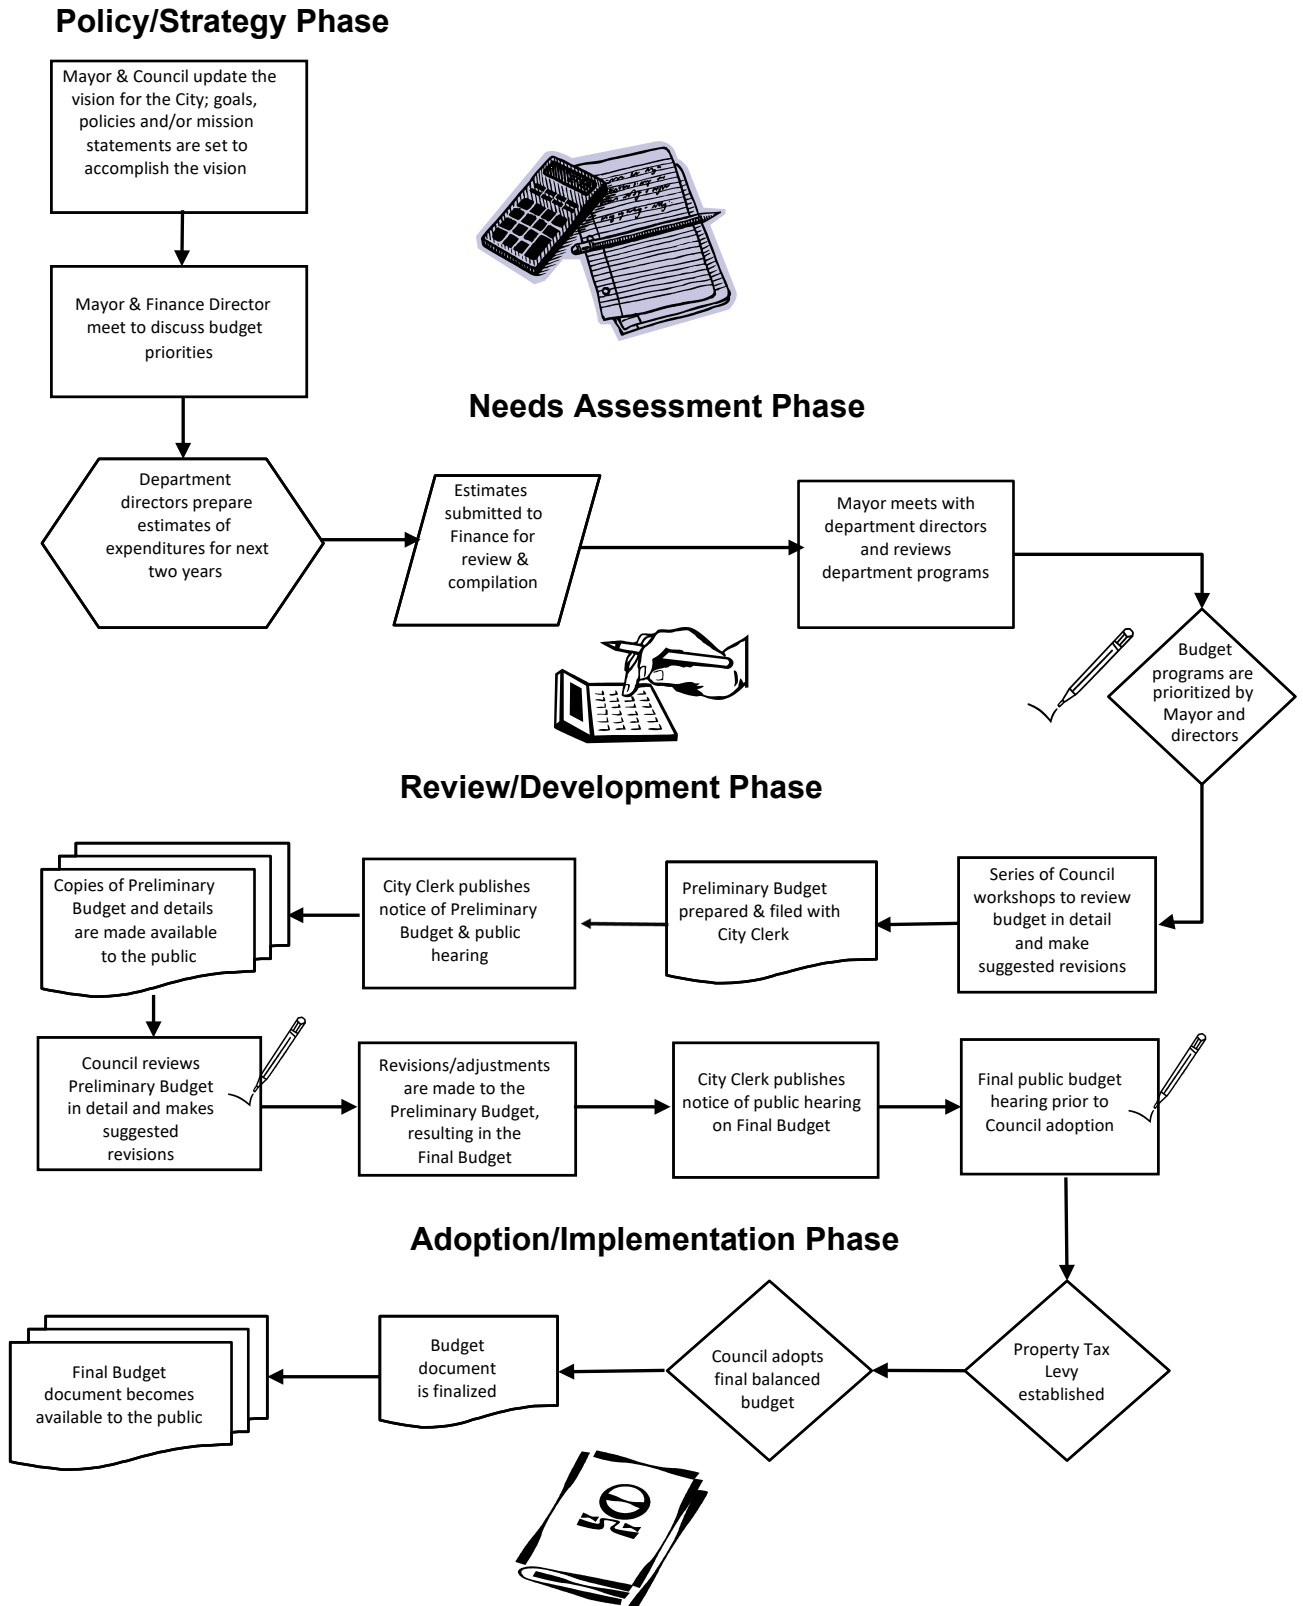 Policy/Strategy Phase
Mayor & Council update the
vision for the City; goals,
policies and/or mission
statements are set to
accomplish the vision
Mayor & Finance Director
meet to discuss budget
priorities
Needs Assessment Phase
Department
directors prepare
estimates of
expenditures for next
two years
Estimates
submitted to
Finance for
review &
compilation
Mayor meets with
department directors
and reviews
department programs
Budget
programs are
prioritized by
Mayor and
directors
Review/Development Phase
Series of Council
workshops to review
budget in detail
and make
suggested revisions
Preliminary Budget
prepared & filed with
City Clerk
City Clerk publishes
notice of Preliminary
Budget & public
hearing
Copies of Preliminary
Budget and details
are made available
to the public
Council reviews
Preliminary Budget
in detail and makes
suggested
revisions
Revisions/adjustments
are made to the
Preliminary Budget,
resulting in the
Final Budget
City Clerk publishes
notice of public hearing
on Final Budget
Final public budget
hearing prior to
Council adoption
Adoption/Implementation Phase
Property Tax
Levy
established
Council adopts
final balanced
budget
Budget
document
is finalized
Final Budget
document becomes
available to the public